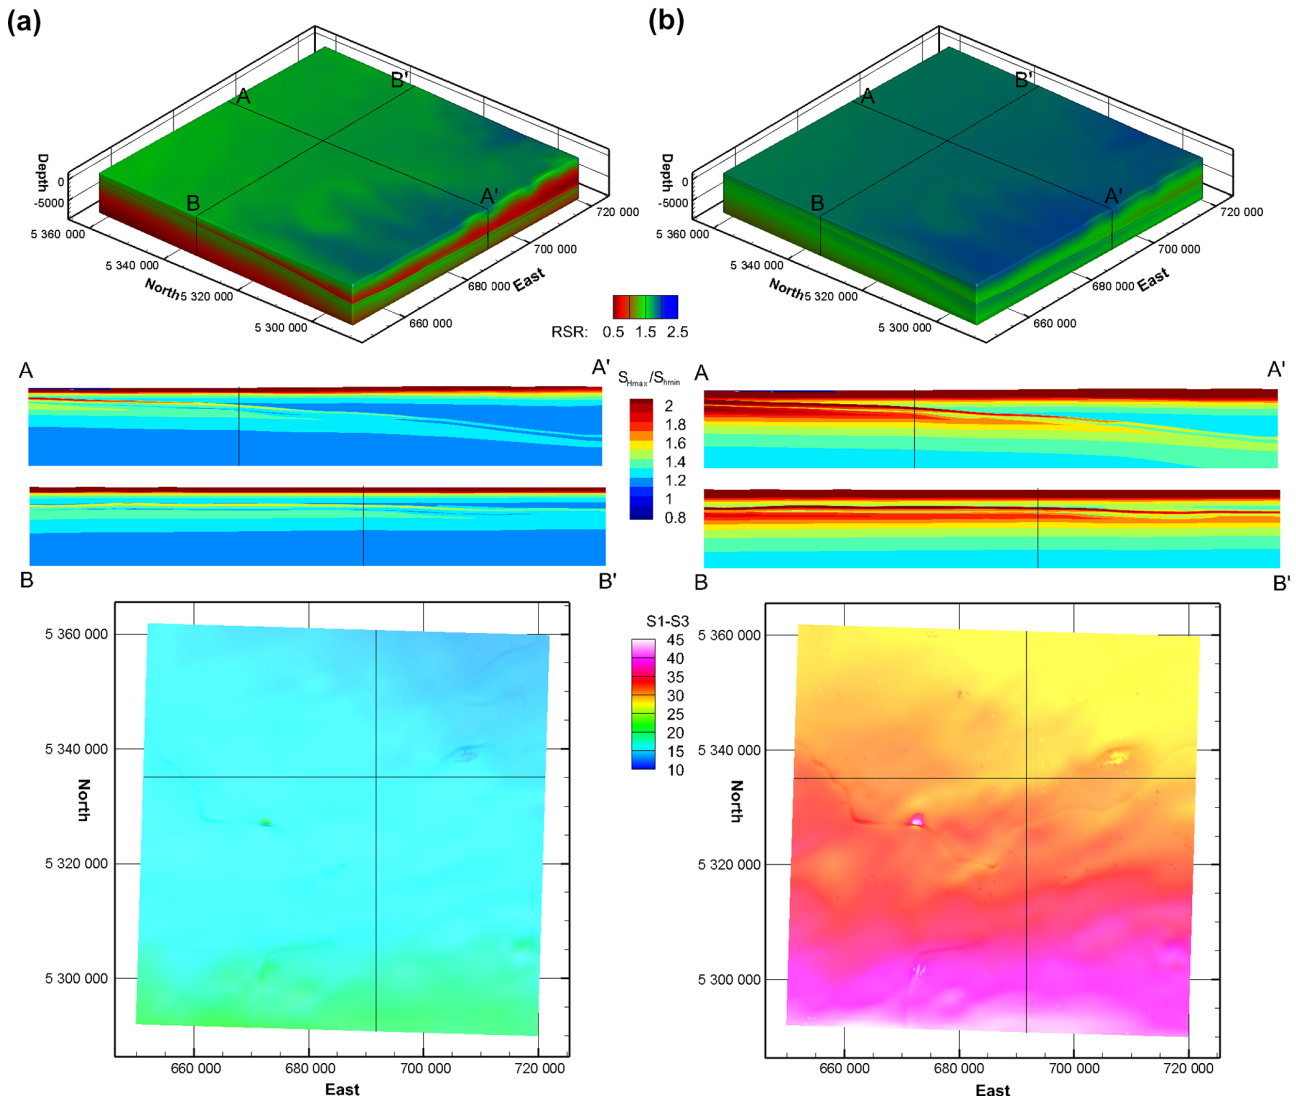 (a)
(b)
B'
A
A'
B
Depth
0
-5000
5 360 000
5 340 000
North
5 320 000
5 300 000
660 000
680 000
700 000
720 000
East
B'
A
A'
B
Depth
0
-5000
5 360 000
5 340 000
North
5 320 000
5 300 000
660 000
680 000
700 000
720 000
East
RSR: 0.5 1.5 2.5
A A'
B B'
SHmax/Shmin
2
1.8
1.6
1.4
1.2
1
0.8
A A'
B B'
5 360 000
5 340 000
North
5 320 000
5 300 000
660 000 680 000 700 000 720 000
East
S1-S3
45
40
35
30
25
20
15
10
5 360 000
5 340 000
North
5 320 000
5 300 000
660 000 680 000 700 000 720 000
East